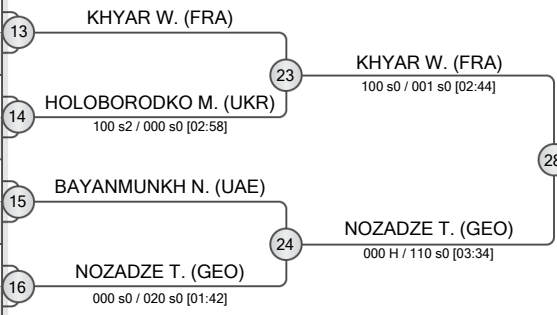 13
KHYAR W. (FRA)
23
KHYAR W. (FRA)
100 s0 / 001 s0 [02:44]
14
HOLOBORODKO M. (UKR)
100 s2 / 000 s0 [02:58]
28
15
BAYANMUNKH N. (UAE)
24
NOZADZE T. (GEO)
000 H / 110 s0 [03:34]
16
NOZADZE T. (GEO)
000 s0 / 020 s0 [01:42]